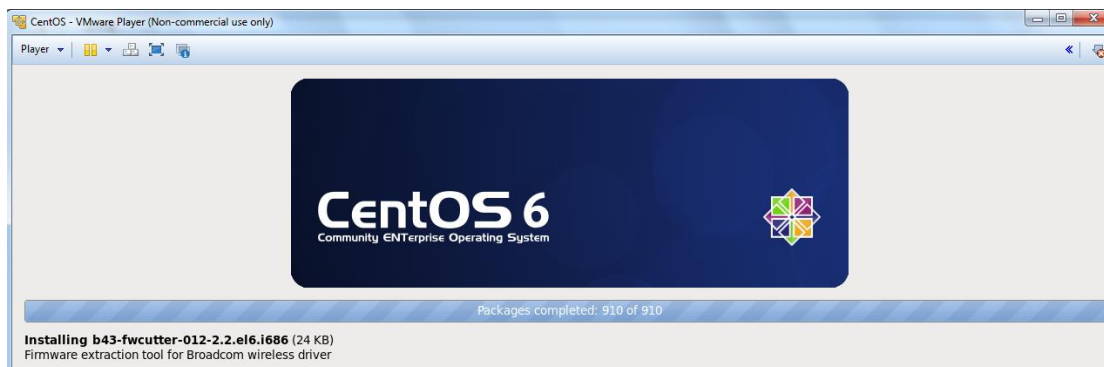 CentOS - VMware Player (Non-commercial use only)
Player
CentOS 6
Community ENTerprise Operating System
Packages completed: 910 of 910
Installing b43-fwcutter-012-2.2.el6.i686 (24 KB)
Firmware extraction tool for Broadcom wireless driver